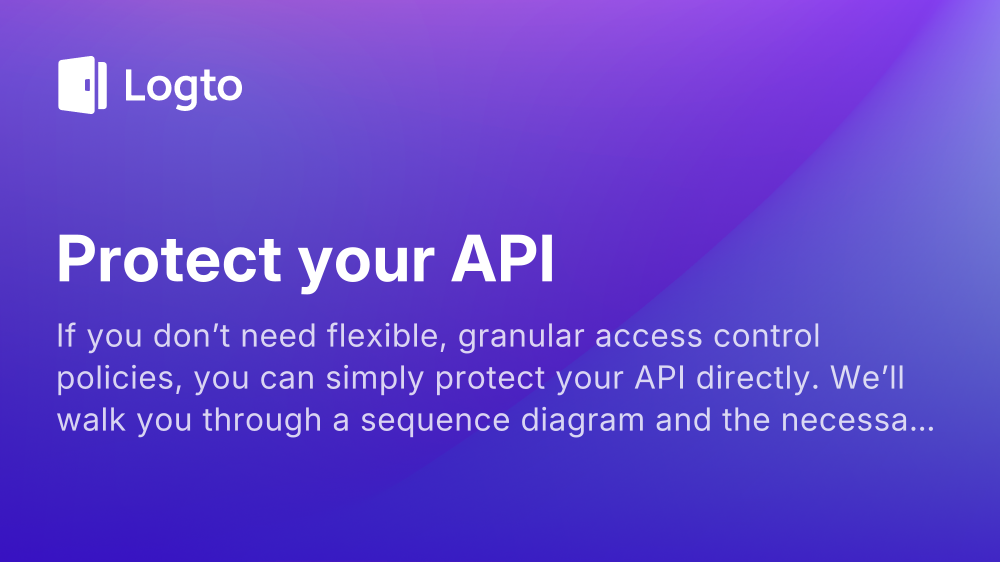 Logto
Protect your API
If you don’t need flexible, granular access control
policies, you can simply protect your API directly. We’ll
walk you through a sequence diagram and the necessa...